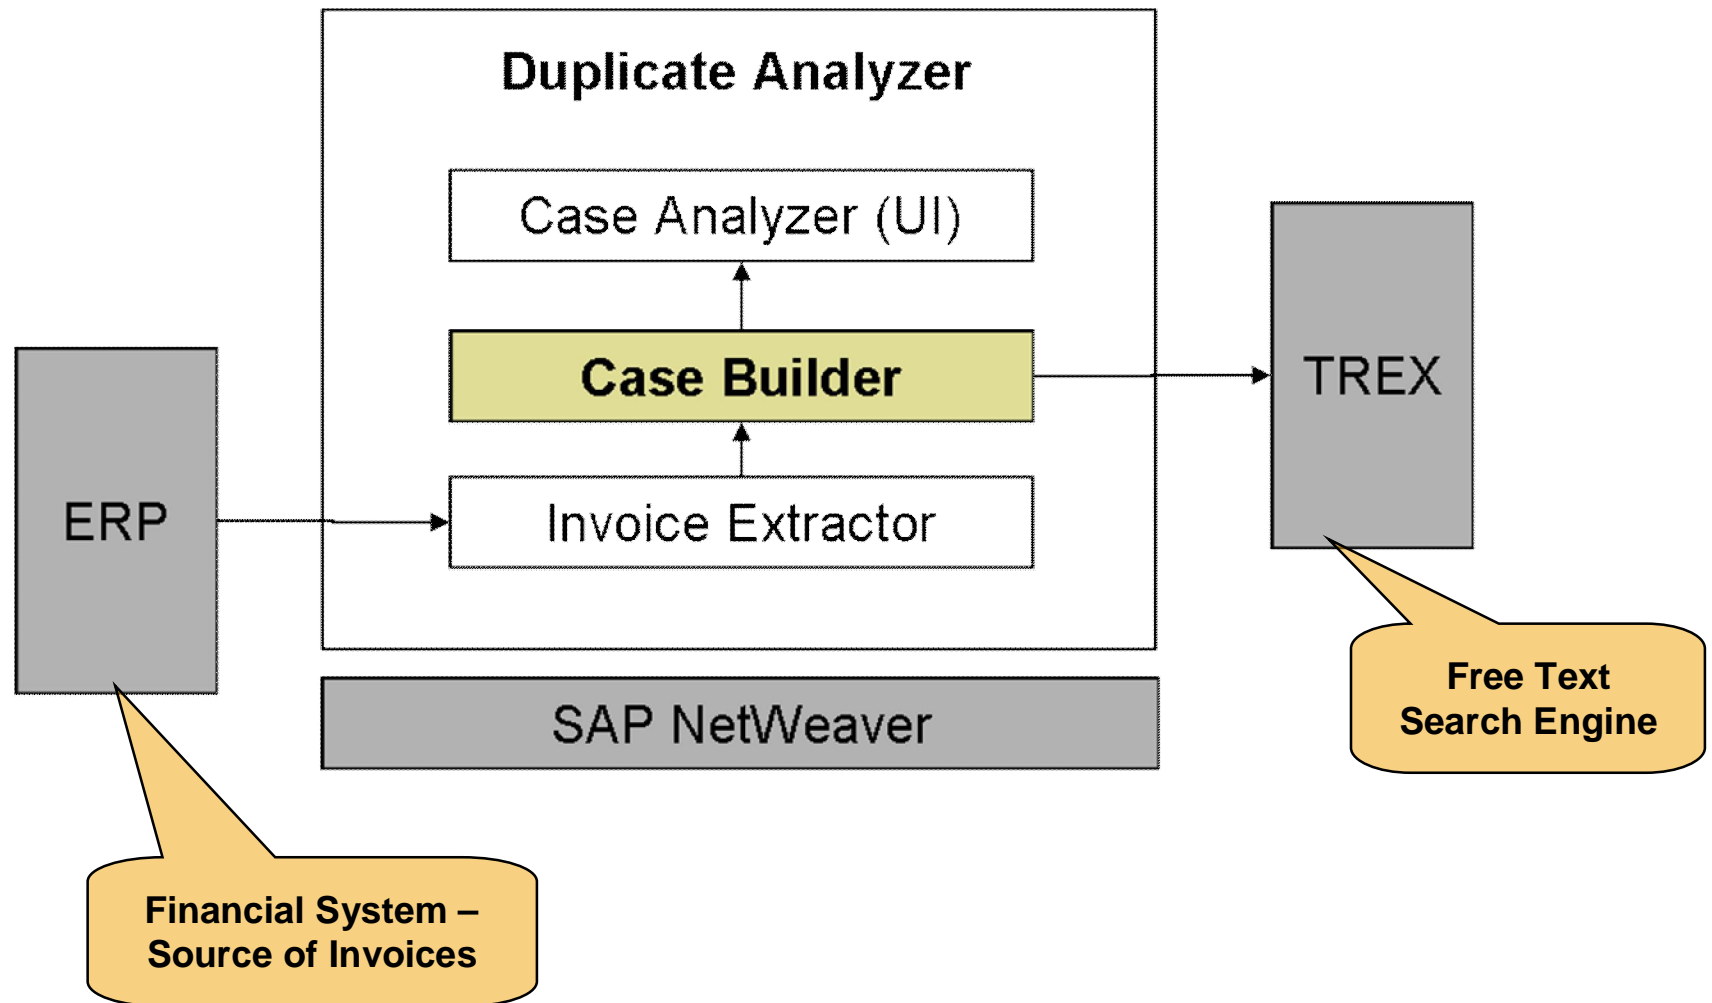 Duplicate Analyzer
Case Analyzer (UI)
Case Builder
Invoice Extractor
ERP
TREX
SAP NetWeaver
Free Text
Search Engine
Financial System –
Source of Invoices